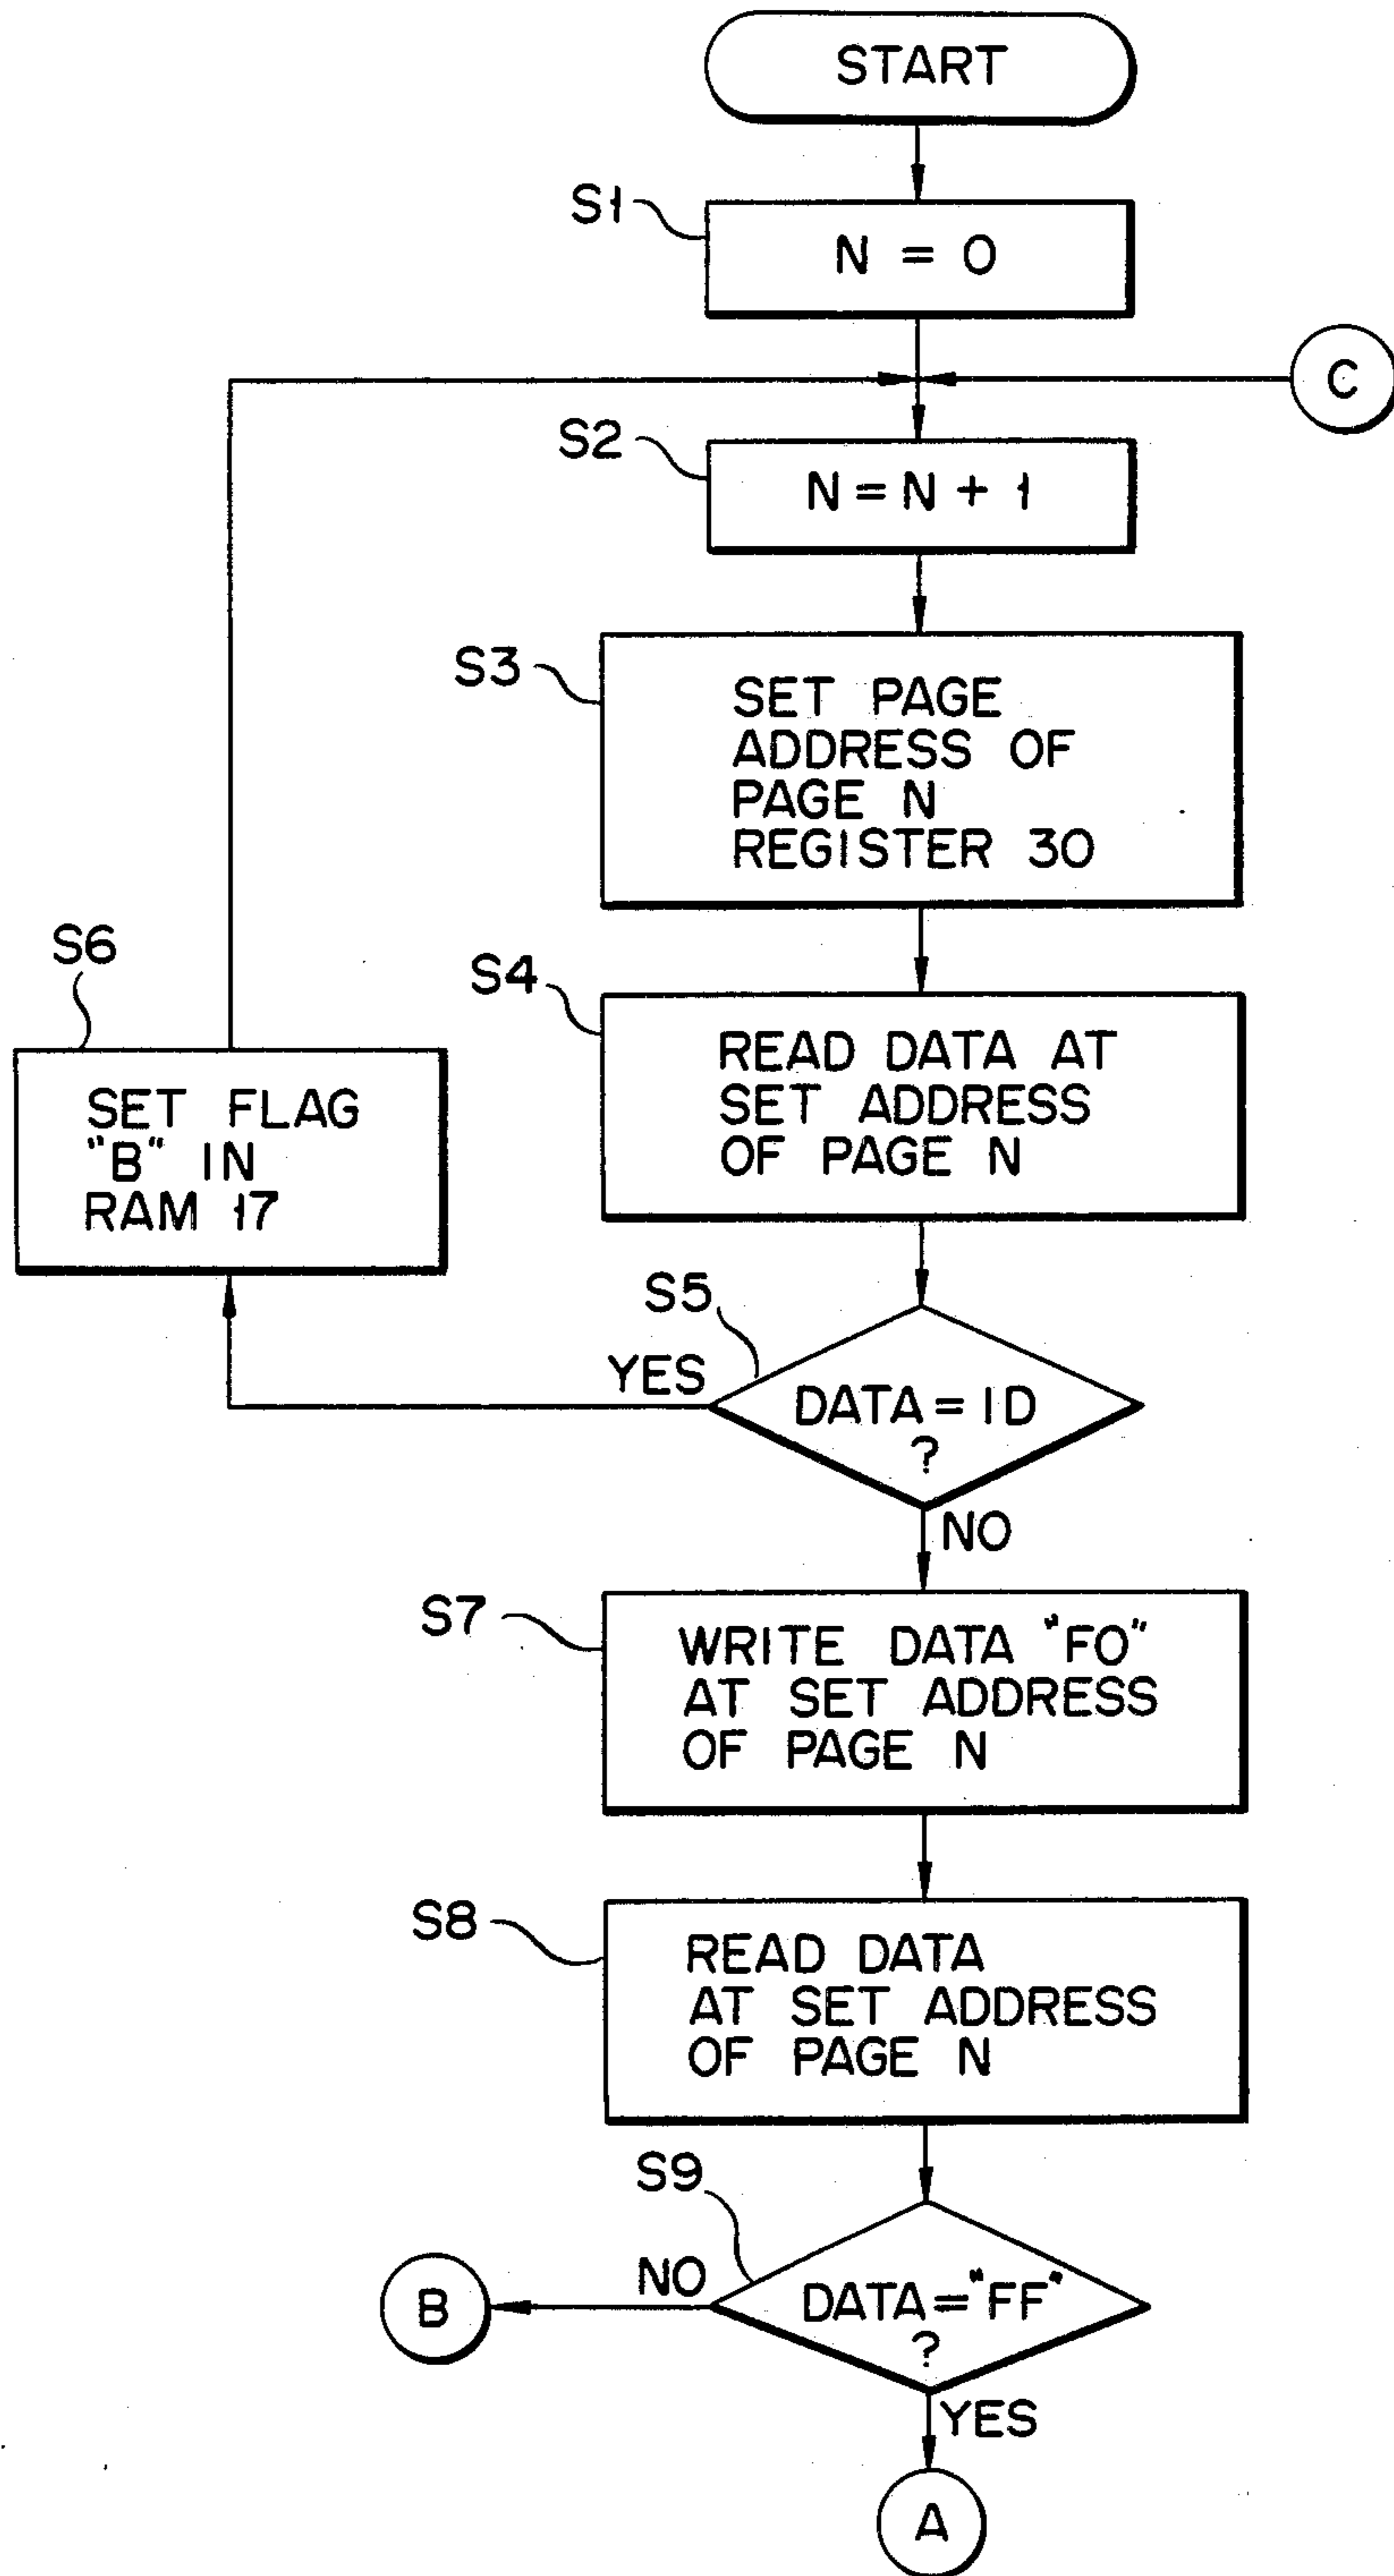 START
S1
N = 0
C
S2
N = N + 1
S3
SET PAGE
ADDRESS OF
PAGE N
REGISTER 30
S6
S4
SET FLAG
"B" IN
RAM 17
READ DATA AT
SET ADDRESS
OF PAGE N
S5
YES
DATA = ID
?
NO
S7
WRITE DATA "F0"
AT SET ADDRESS
OF PAGE N
S8
READ DATA
AT SET ADDRESS
OF PAGE N
S9
NO
B
DATA = "FF"
?
YES
A